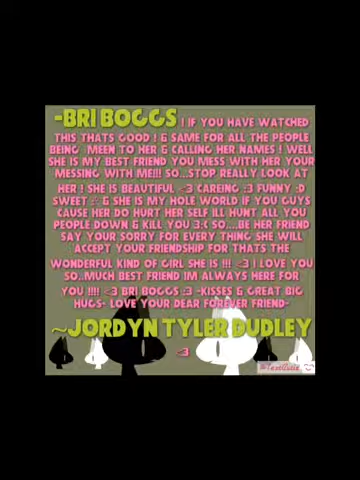 -BRI BOGGS ! IF YOU HAVE WATCHED
THIS THATS GOOD ! & SAME FOR ALL THE PEOPLE
BEING MEEN TO HER & CALLING HER NAMES ! WELL
SHE IS MY BEST FRIEND YOU MESS WITH HER YOUR
MESSING WITH ME!!! SO...STOP REALLY LOOK AT
HER ! SHE IS BEAUTIFUL <3 CAREING :3 FUNNY :D
SWEET & SHE IS MY HOLE WORLD IF YOU GUYS
CAUSE HER DO HURT HER SELF ILL HUNT ALL YOU
PEOPLE DOWN & KILL YOU 3:< SO....BE HER FRIEND
SAY YOUR SORRY FOR EVERY THING SHE WILL
ACCEPT YOUR FRIENDSHIP FOR THATS THE
WONDERFUL KIND OF GIRL SHE IS !!! <3 I LOVE YOU
SO..MUCH BEST FRIEND IM ALWAYS HERE FOR
YOU !!!! <3 BRI BOGGS :3 -KISSES & GREAT BIG
HUGS- LOVE YOUR DEAR FOREVER FRIEND-
~JORDYN TYLER DUDLEY
<3